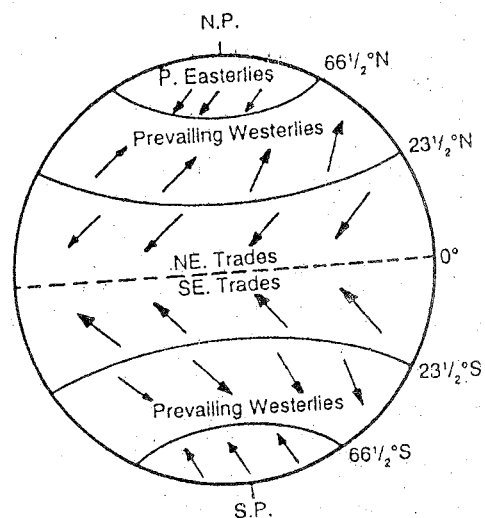 N.P.
66½°N
P. Easterlies
Prevailing Westerlies
23½°N
NE. Trades
0°
SE. Trades
23½°S
Prevailing Westerlies
66½°S
S.P.